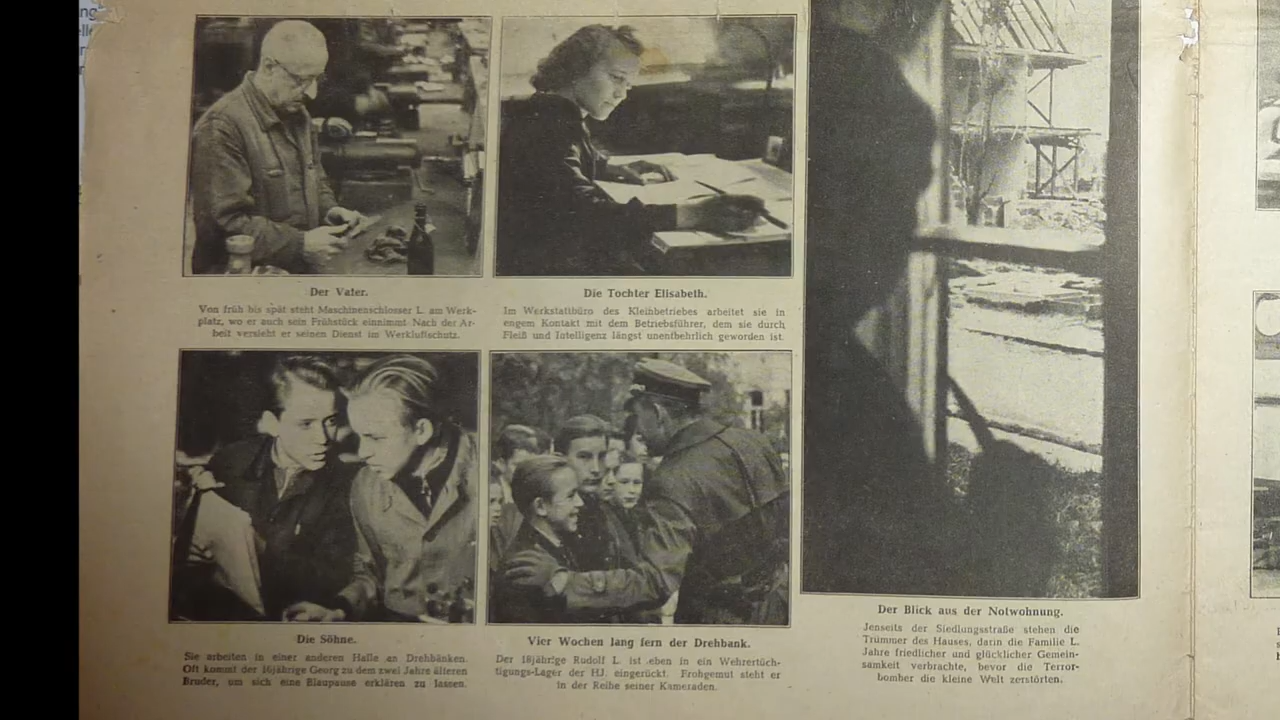 Der Vater.
Von früh bis spät steht Maschinenschlosser L. am Werk-
platz, wo er auch sein Frühstück einnimmt. Nach der Ar-
beit versieht er seinen Dienst im Werkluftschutz.
Die Tochter Elisabeth.
Im Werkstattbüro des Kleinbetriebes arbeitet sie in
engem Kontakt mit dem Betriebsführer, dem sie durch
Fleiß und Intelligenz längst unentbehrlich geworden ist.
Die Söhne.
Sie arbeiten in einer anderen Halle an Drehbänken.
Oft kommt der 16jährige Georg zu dem zwei Jahre älteren
Bruder, um sich eine Blaupause erklären zu lassen.
Vier Wochen lang fern der Drehbank.
Der 18jährige Rudolf L. ist eben in ein Wehrertüch-
tigungs-Lager der HJ. eingerückt. Frohgemut steht er
in der Reihe seiner Kameraden.
Der Blick aus der Notwohnung.
Jenseits der Siedlungsstraße stehen die
Trümmer des Hauses, darin die Familie L.
Jahre friedlicher und glücklicher Gemein-
samkeit verbrachte, bevor die Terror-
bomber die kleine Welt zerstörten.